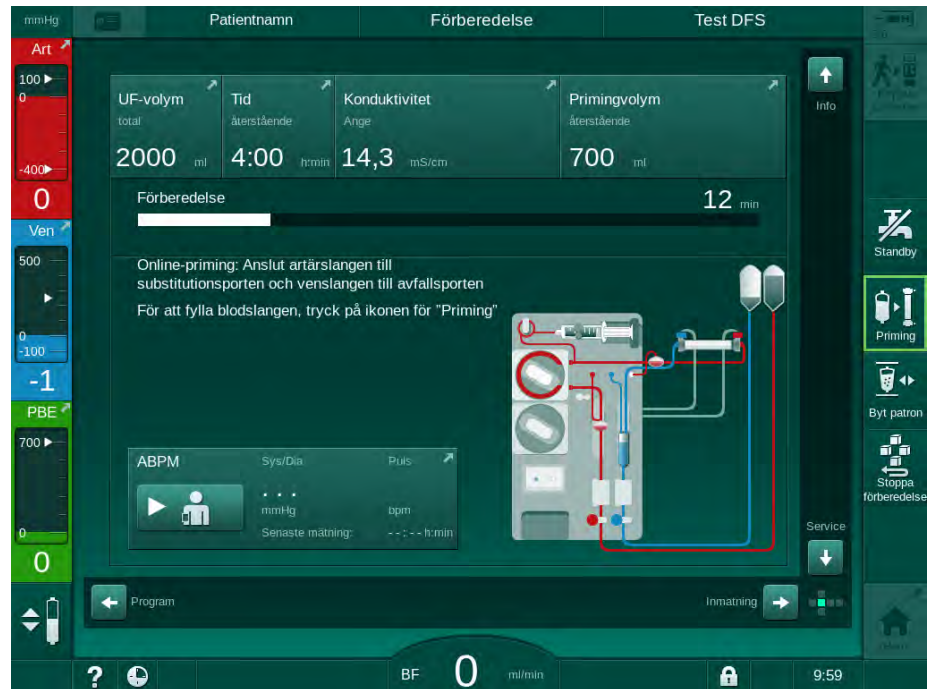 mmHg
Patientnamn
Förberedelse
Test DFS
Art
100
0
-400
0
Ven
500
0
-100
-1
PBE
700
0
0
UF-volym
total
2000 ml
Tid
återstående
4:00 h:min
Konduktivitet
Ange
14,3 mS/cm
Primingvolym
återstående
700 ml
Förberedelse
12 min
Online-priming: Anslut artärslangen till
substitutionsporten och venslangen till avfallsporten
För att fylla blodslangen, tryck på ikonen för "Priming"
ABPM
Sys/Dia
Puls
. . .
mmHg
bpm
Senaste mätning:
--:-- h:min
Info
Service
Program
Inmatning
Standby
Priming
Byt patron
Stoppa
förberedelse
?
BF 0 ml/min
9:59